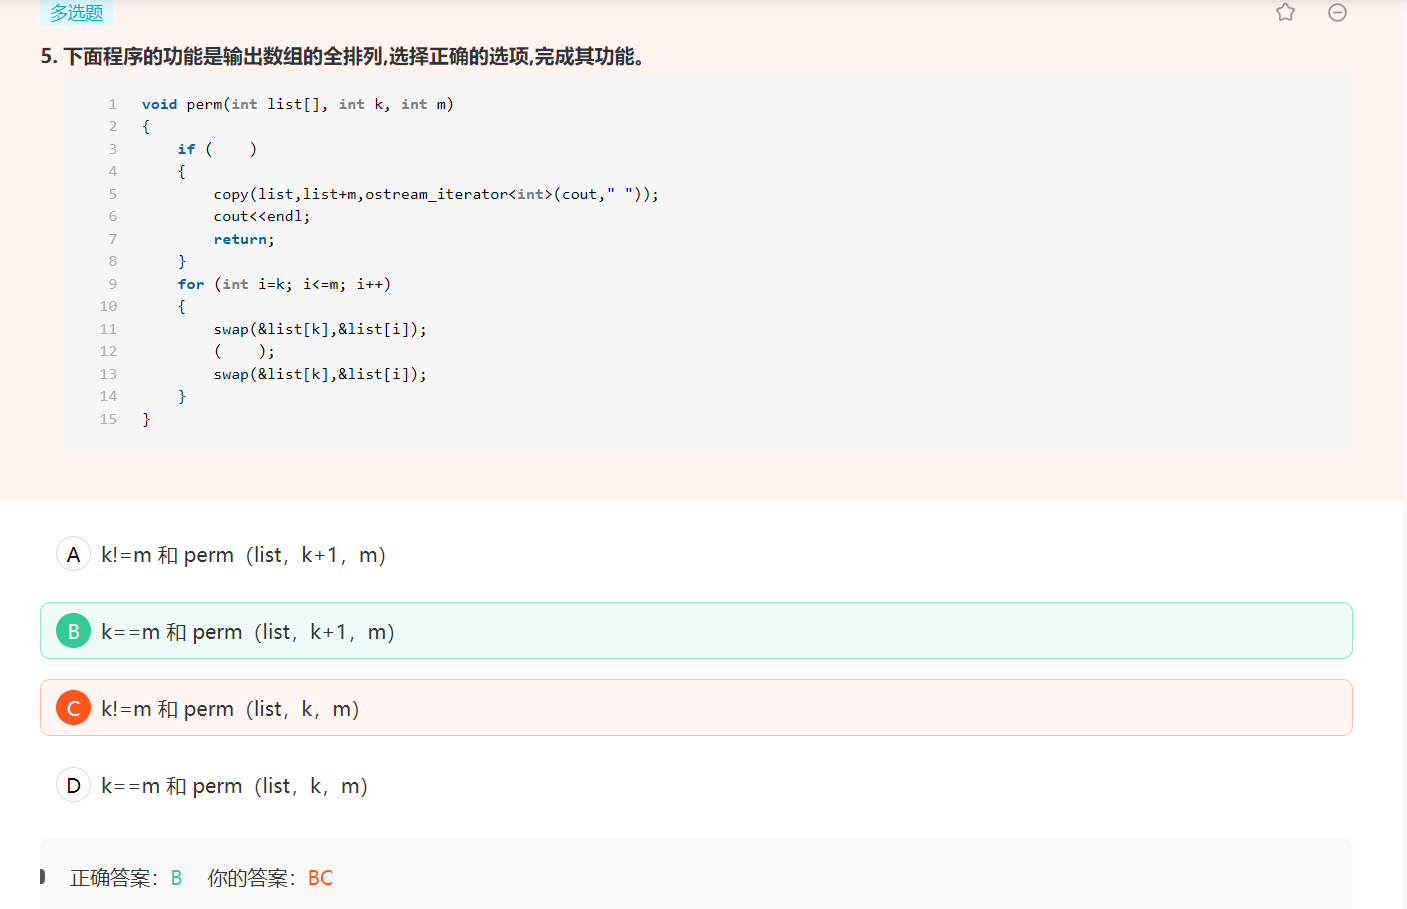 多选题
5. 下面程序的功能是输出数组的全排列,选择正确的选项,完成其功能。
1 void perm(int list[], int k, int m)
2 {
3     if (    )
4     {
5         copy(list,list+m,ostream_iterator<int>(cout," "));
6         cout<<endl;
7         return;
8     }
9     for (int i=k; i<=m; i++)
10     {
11         swap(&list[k],&list[i]);
12         (    );
13         swap(&list[k],&list[i]);
14     }
15 }
A k!=m 和 perm（list，k+1，m）
B k==m 和 perm（list，k+1，m）
C k!=m 和 perm（list，k，m）
D k==m 和 perm（list，k，m）
正确答案：B 你的答案：BC